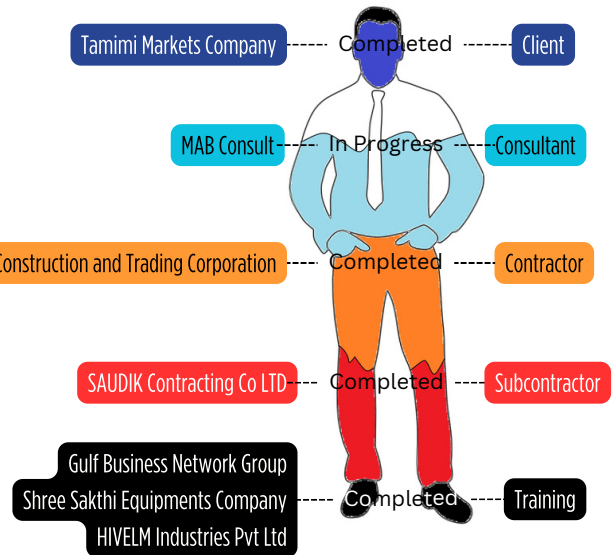 Tamimi Markets Company Completed Client
MAB Consult In Progress Consultant
Construction and Trading Corporation Completed Contractor
SAUDIK Contracting Co LTD Completed Subcontractor
Gulf Business Network Group
Shree Sakthi Equipments Company Completed Training
HIVELM Industries Pvt Ltd